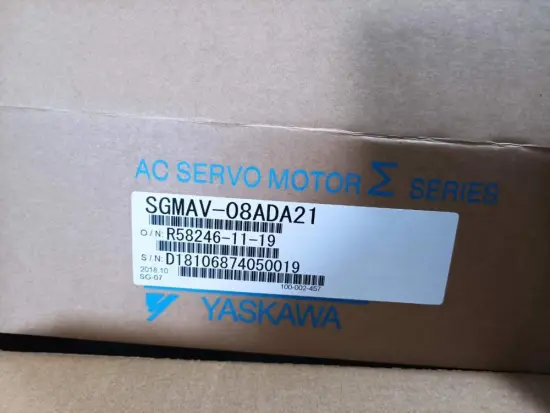 AC SERVO MOTOR Σ SERIES
SGMAV-08ADA21
O/N: R58246-11-19
S/N: D18106874050019
2018.10
SG-07
100-002-457
YASKAWA